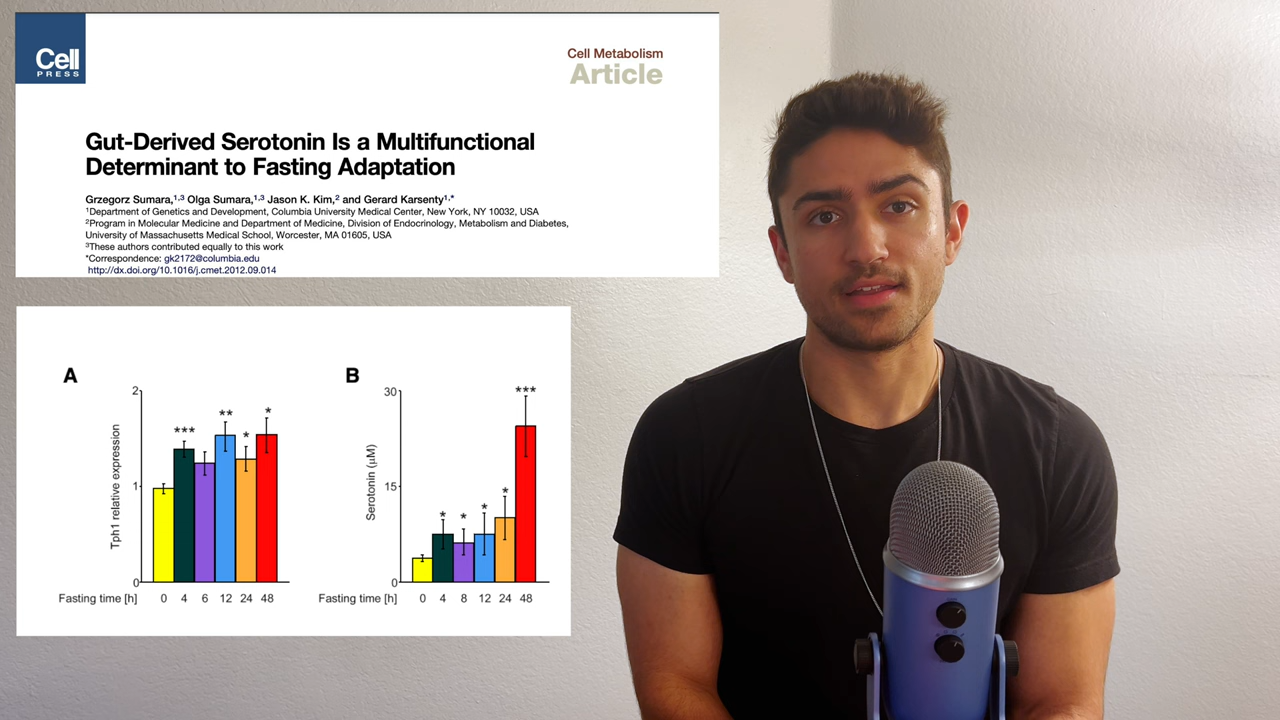 Cell
PRESS
Cell Metabolism
Article
Gut-Derived Serotonin Is a Multifunctional
Determinant to Fasting Adaptation
Grzegorz Sumara,1,3 Olga Sumara,1,3 Jason K. Kim,2 and Gerard Karsenty1,*
1Department of Genetics and Development, Columbia University Medical Center, New York, NY 10032, USA
2Program in Molecular Medicine and Department of Medicine, Division of Endocrinology, Metabolism and Diabetes,
University of Massachusetts Medical School, Worcester, MA 01605, USA
3These authors contributed equally to this work
*Correspondence: gk2172@columbia.edu
http://dx.doi.org/10.1016/j.cmet.2012.09.014
A
Tph1 relative expression
2
1
0
*** ** * *
Fasting time [h] 0 4 6 12 24 48
B
Serotonin (μM)
30
15
0
* * * * ***
Fasting time [h] 0 4 8 12 24 48